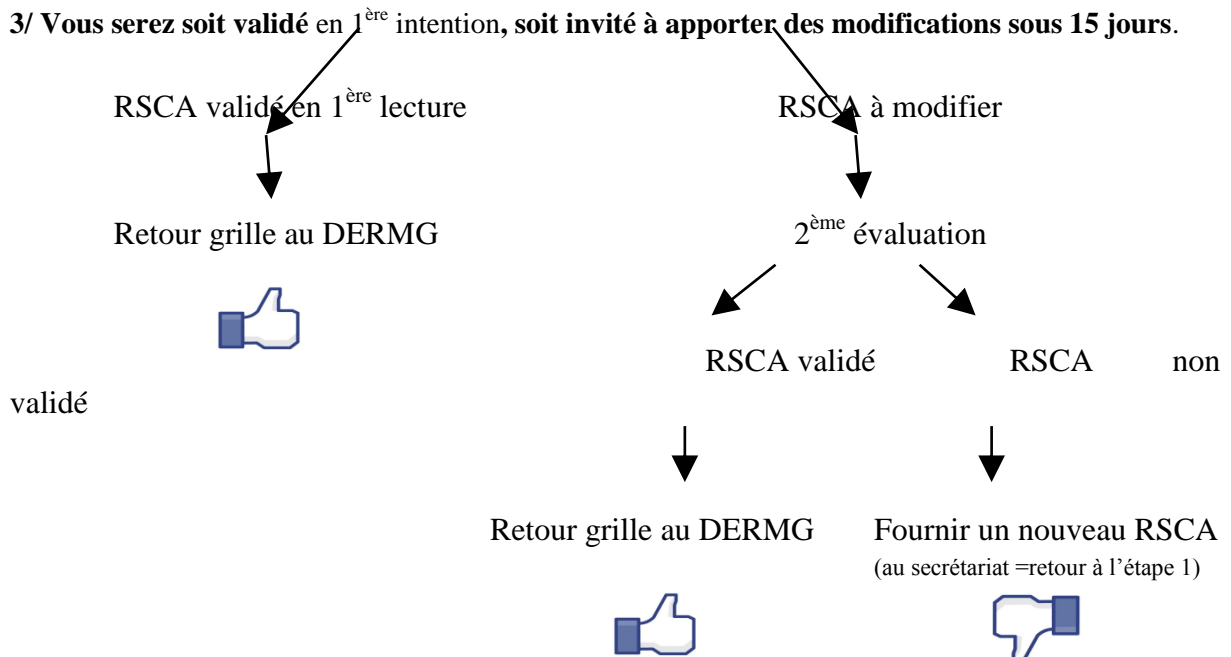 3/ Vous serez soit validé en 1ère intention, soit invité à apporter des modifications sous 15 jours.
RSCA validé en 1ère lecture RSCA à modifier
Retour grille au DERMG 2ème évaluation
RSCA validé RSCA non
validé
Retour grille au DERMG Fournir un nouveau RSCA
(au secrétariat =retour à l'étape 1)